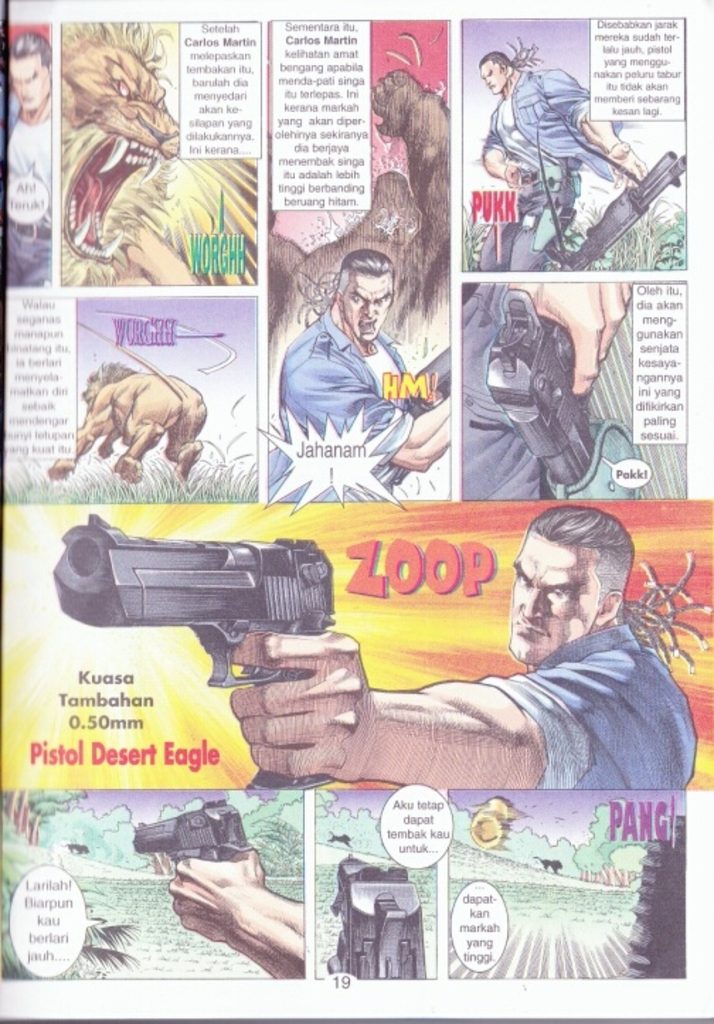 Ah!
Teruk!
Setelah
Carlos Martin
melepaskan
tembakan itu,
barulah dia
menyedari
akan ke-
silapan yang
dilakukannya.
Ini kerana....
WORGHH
Walau
seganas
manapun
binatang itu,
ia berlari
menyela-
matkan diri
sebaik
mendengar
bunyi letupan
yang kuat itu.
WORGHH
Sementara itu,
Carlos Martin
kelihatan amat
bengang apabila
menda-pati singa
itu terlepas. Ini
kerana markah
yang akan diper-
olehinya sekiranya
dia berjaya
menembak singa
itu adalah lebih
tinggi berbanding
beruang hitam.
HM!
Jahanam
!
Disebabkan jarak
mereka sudah ter-
lalu jauh, pistol
yang menggu-
nakan peluru tabur
itu tidak akan
memberi sebarang
kesan lagi.
PUKK
Oleh itu,
dia akan
meng-
gunakan
senjata
kesaya-
ngannya
ini yang
difikirkan
paling
sesuai.
Pakk!
ZOOP
Kuasa
Tambahan
0.50mm
Pistol Desert Eagle
Larilah!
Biarpun
kau
berlari
jauh....
Aku tetap
dapat
tembak kau
untuk...
PANG!
...
dapat-
kan
markah
yang
tinggi.
19